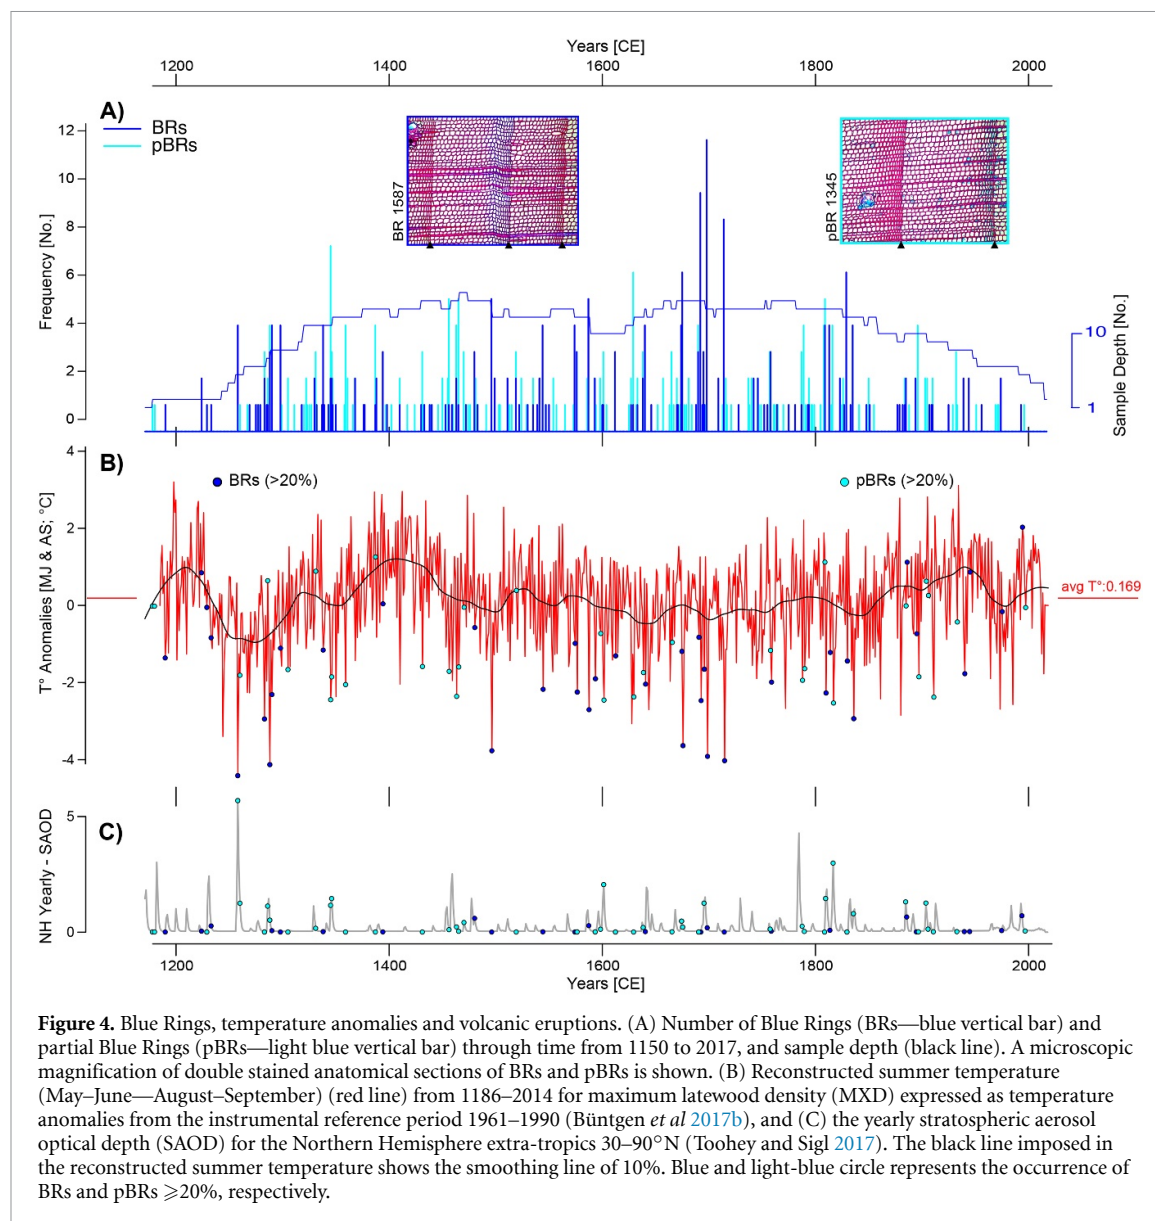 Years [CE]
1200 1400 1600 1800 2000
A)
BRs
pBRs
12
10
8
6
4
2
0
Frequency [No.]
BR 1587
pBR 1345
10
1
Sample Depth [No.]
B)
BRs (>20%)
pBRs (>20%)
4
2
0
-2
-4
T° Anomalies [MJ & AS; °C]
avg T°:0.169
C)
5
0
NH Yearly - SAOD
1200 1400 1600 1800 2000
Years [CE]
Figure 4. Blue Rings, temperature anomalies and volcanic eruptions. (A) Number of Blue Rings (BRs—blue vertical bar) and
partial Blue Rings (pBRs—light blue vertical bar) through time from 1150 to 2017, and sample depth (black line). A microscopic
magnification of double stained anatomical sections of BRs and pBRs is shown. (B) Reconstructed summer temperature
(May–June—August–September) (red line) from 1186–2014 for maximum latewood density (MXD) expressed as temperature
anomalies from the instrumental reference period 1961–1990 (Büntgen et al 2017b), and (C) the yearly stratospheric aerosol
optical depth (SAOD) for the Northern Hemisphere extra-tropics 30–90°N (Toohey and Sigl 2017). The black line imposed in
the reconstructed summer temperature shows the smoothing line of 10%. Blue and light-blue circle represents the occurrence of
BRs and pBRs ⩾20%, respectively.